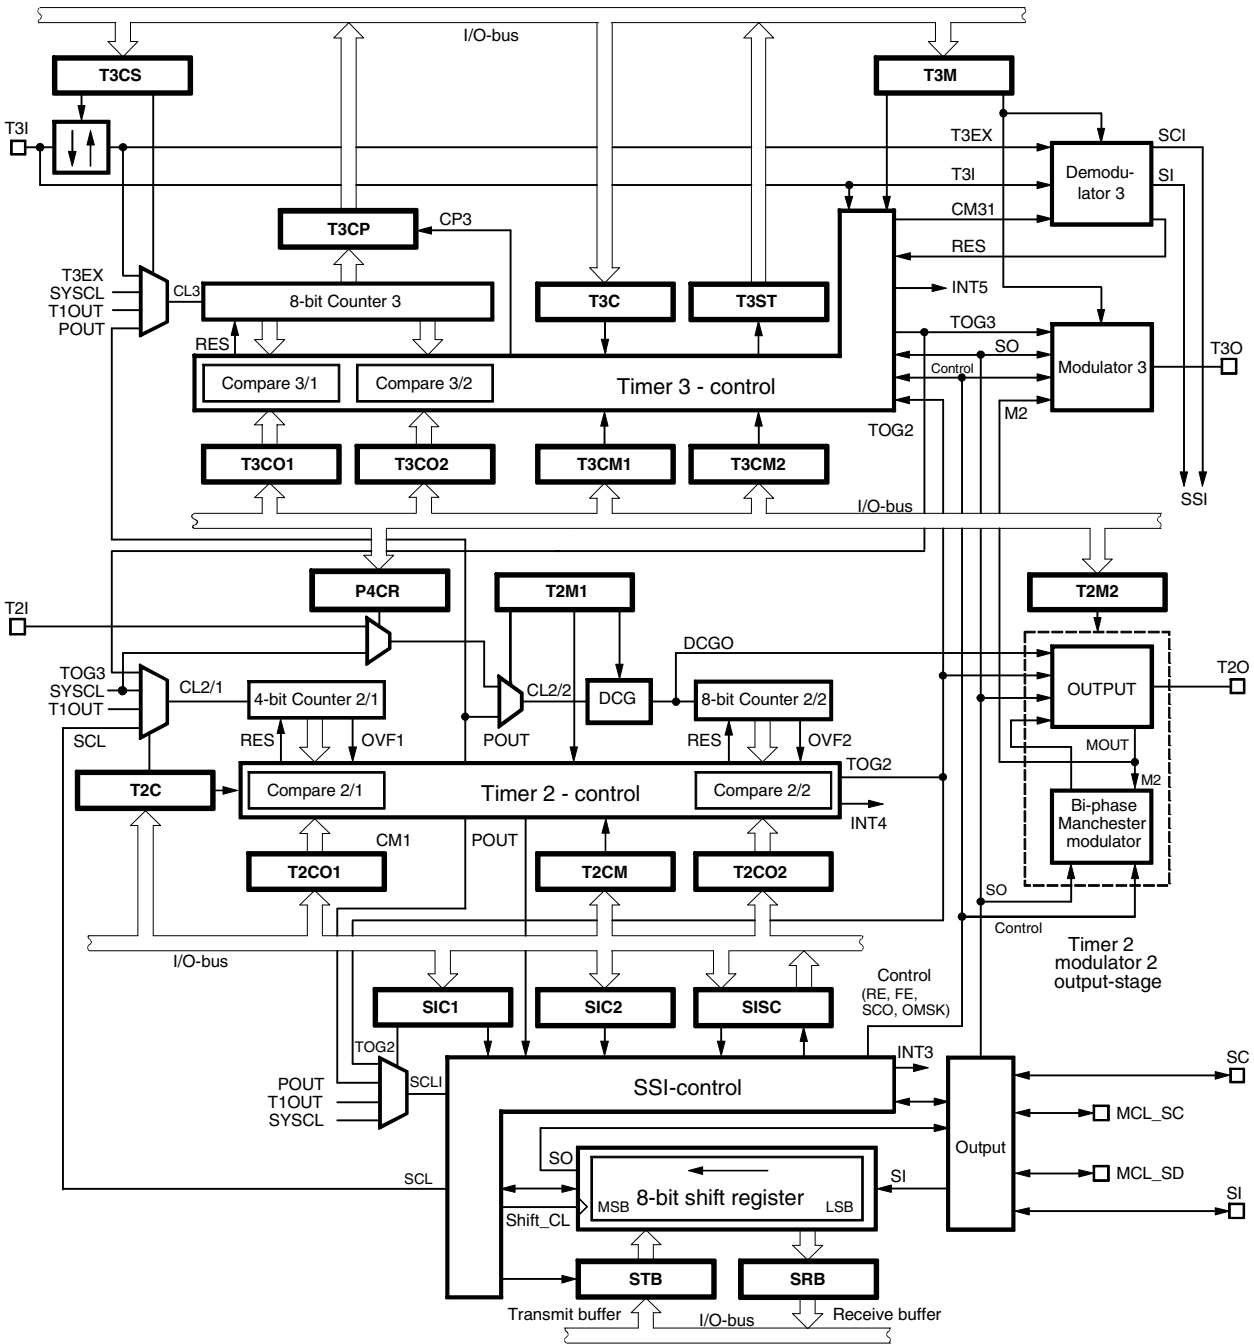 I/O-bus
T3CS
T3M
T3I
T3EX
SCI
T3I
Demodu-
lator 3
SI
T3CP
CP3
CM31
RES
T3EX
SYSCL
T1OUT
POUT
CL3
8-bit Counter 3
T3C
T3ST
INT5
RES
TOG3
SO
Control
M2
Modulator 3
T3O
Compare 3/1
Compare 3/2
Timer 3 - control
TOG2
T3CO1
T3CO2
T3CM1
T3CM2
SSI
I/O-bus
P4CR
T2M1
T2M2
T2I
DCGO
TOG3
SYSCL
T1OUT
SCL
CL2/1
4-bit Counter 2/1
CL2/2
DCG
8-bit Counter 2/2
OUTPUT
T2O
RES
OVF1
POUT
RES
OVF2
MOUT
T2C
Compare 2/1
Timer 2 - control
Compare 2/2
TOG2
INT4
M2
Bi-phase
Manchester
modulator
CM1
POUT
T2CO1
T2CM
T2CO2
SO
Control
I/O-bus
Timer 2
modulator 2
output-stage
SIC1
SIC2
SISC
Control
(RE, FE,
SCO, OMSK)
TOG2
POUT
T1OUT
SYSCL
SCLI
SSI-control
INT3
SC
MCL_SC
Output
SO
SCL
SI
MCL_SD
8-bit shift register
MSB
LSB
Shift_CL
SI
STB
SRB
Transmit buffer
I/O-bus
Receive buffer